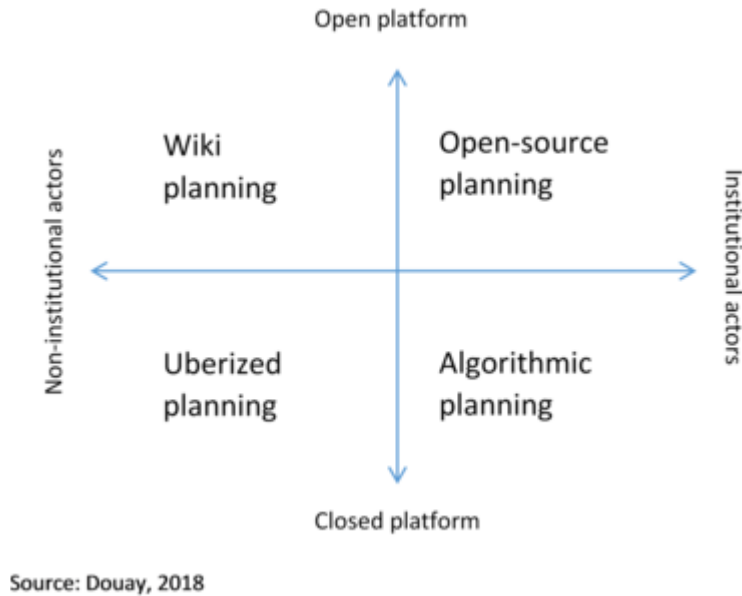 Open platform
Wiki
planning
Open-source
planning
Non-institutional actors
Institutional actors
Uberized
planning
Algorithmic
planning
Closed platform
Source: Douay, 2018